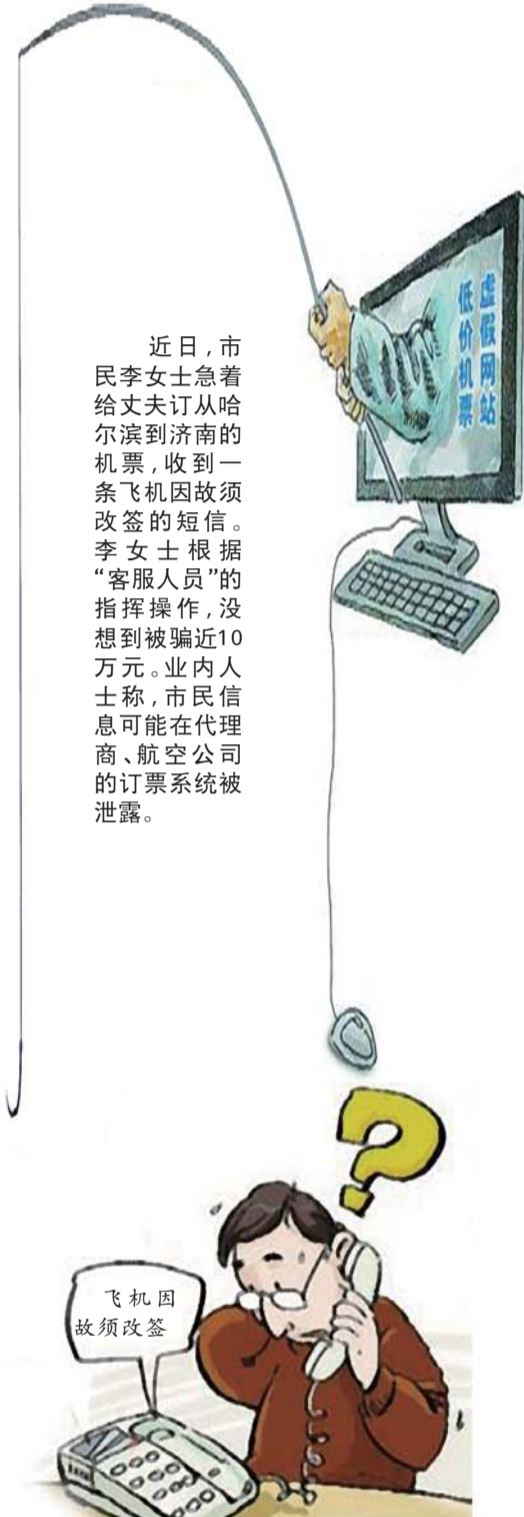 虚假网站
低价机票
近日，市
民李女士急着
给丈夫订从哈
尔滨到济南的
机票，收到一
条飞机因故须
改签的短信。
李女士根据
“客服人员”的
指挥操作，没
想到被骗近10
万元。业内人
士称，市民信
息可能在代理
商、航空公司
的订票系统被
泄露。
飞机因
故须改签